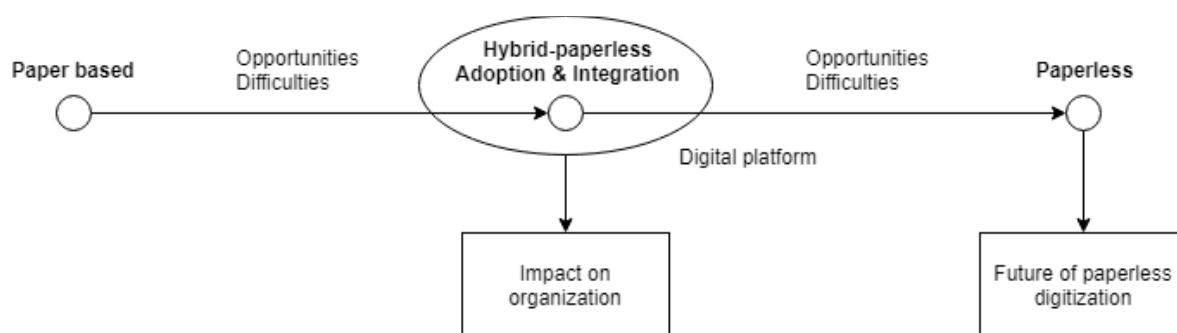 Paper based
Opportunities
Difficulties
Hybrid-paperless
Adoption & Integration
Opportunities
Difficulties
Paperless
Digital platform
Impact on
organization
Future of paperless
digitization